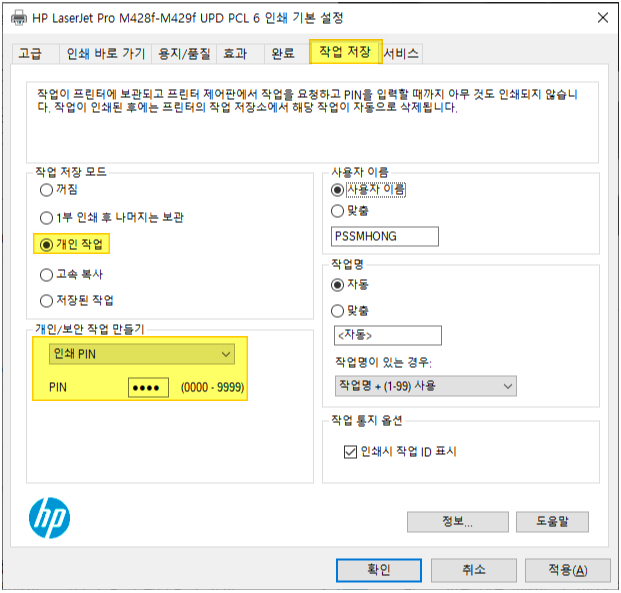 HP LaserJet Pro M428f-M429f UPD PCL 6 인쇄 기본 설정
고급 인쇄 바로 가기 용지/품질 효과 완료 작업 저장 서비스
작업이 프린터에 보관되고 프린터 제어판에서 작업을 요청하고 PIN을 입력할 때까지 아무 것도 인쇄되지 않습니
다. 작업이 인쇄된 후에는 프린터의 작업 저장소에서 해당 작업이 자동으로 삭제됩니다.
작업 저장 모드
꺼짐
1부 인쇄 후 나머지는 보관
개인 작업
고속 복사
저장된 작업
개인/보안 작업 만들기
인쇄 PIN
PIN ●●●● (0000 - 9999)
사용자 이름
사용자 이름
맞춤
PSSMHONG
작업명
자동
맞춤
<자동>
작업명이 있는 경우:
작업명 + (1-99) 사용
작업 통지 옵션
인쇄시 작업 ID 표시
hp
정보... 도움말
확인 취소 적용(A)